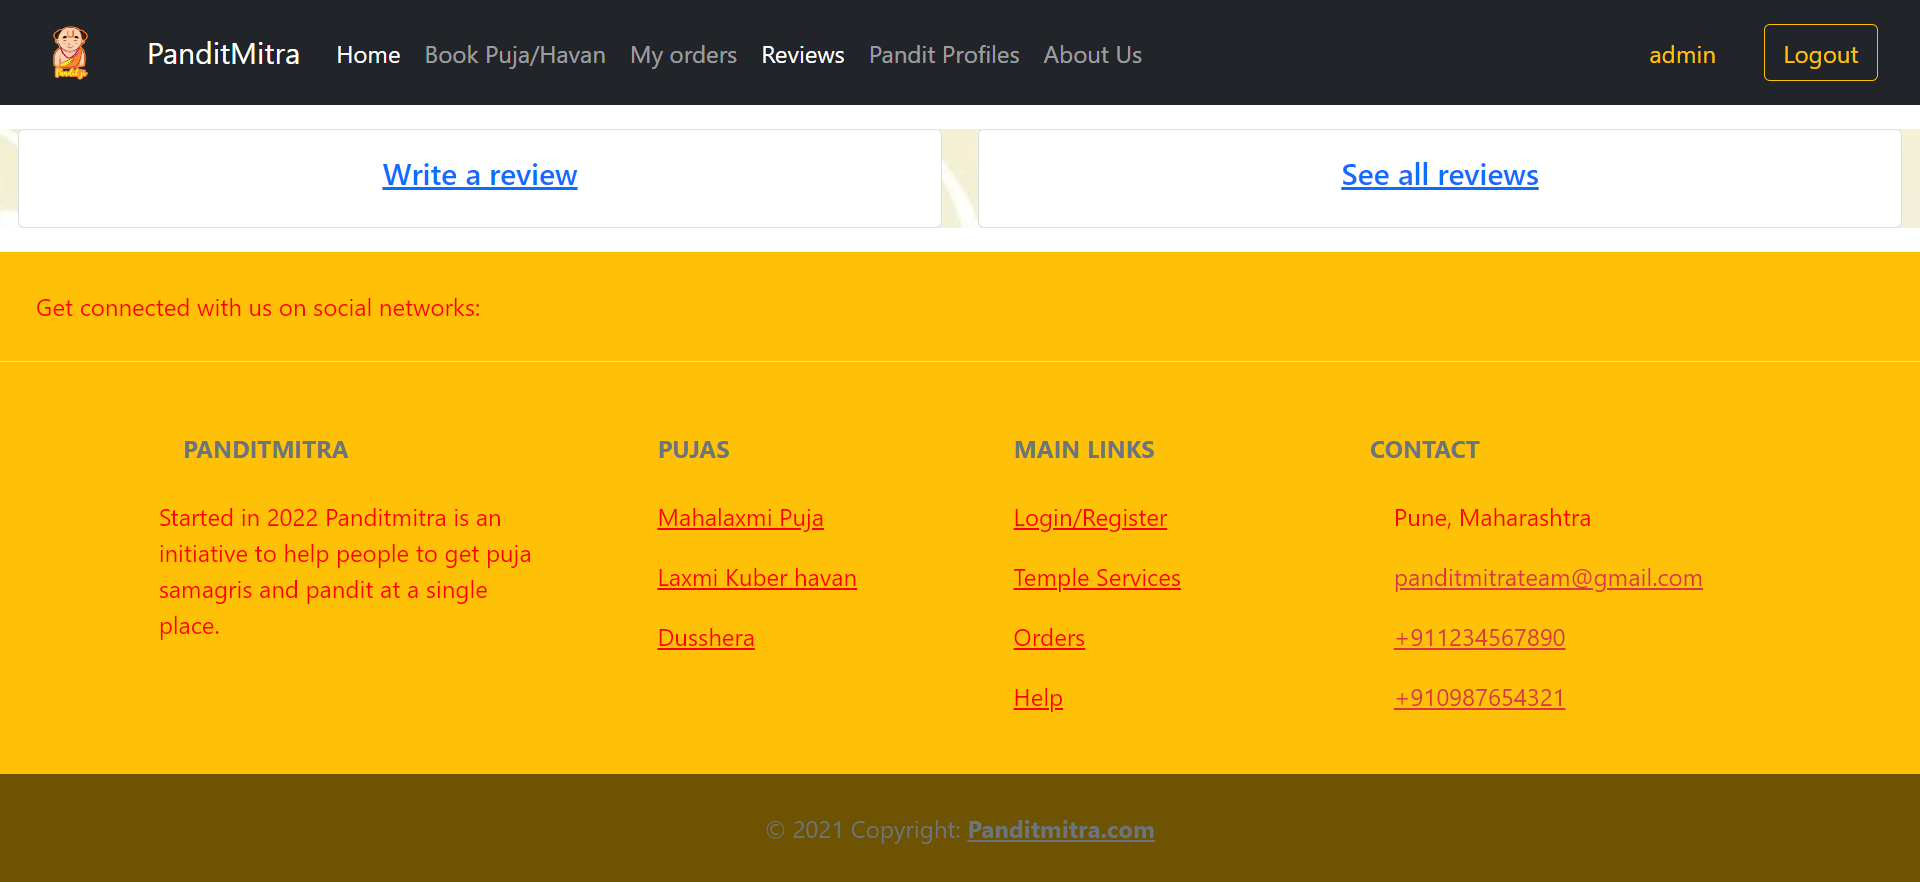 Panditji
PanditMitra Home Book Puja/Havan My orders Reviews Pandit Profiles About Us admin Logout
Write a review
See all reviews
Get connected with us on social networks:
PANDITMITRA
Started in 2022 Panditmitra is an
initiative to help people to get puja
samagris and pandit at a single
place.
PUJAS
Mahalaxmi Puja
Laxmi Kuber havan
Dusshera
MAIN LINKS
Login/Register
Temple Services
Orders
Help
CONTACT
Pune, Maharashtra
panditmitrateam@gmail.com
+911234567890
+910987654321
© 2021 Copyright: Panditmitra.com